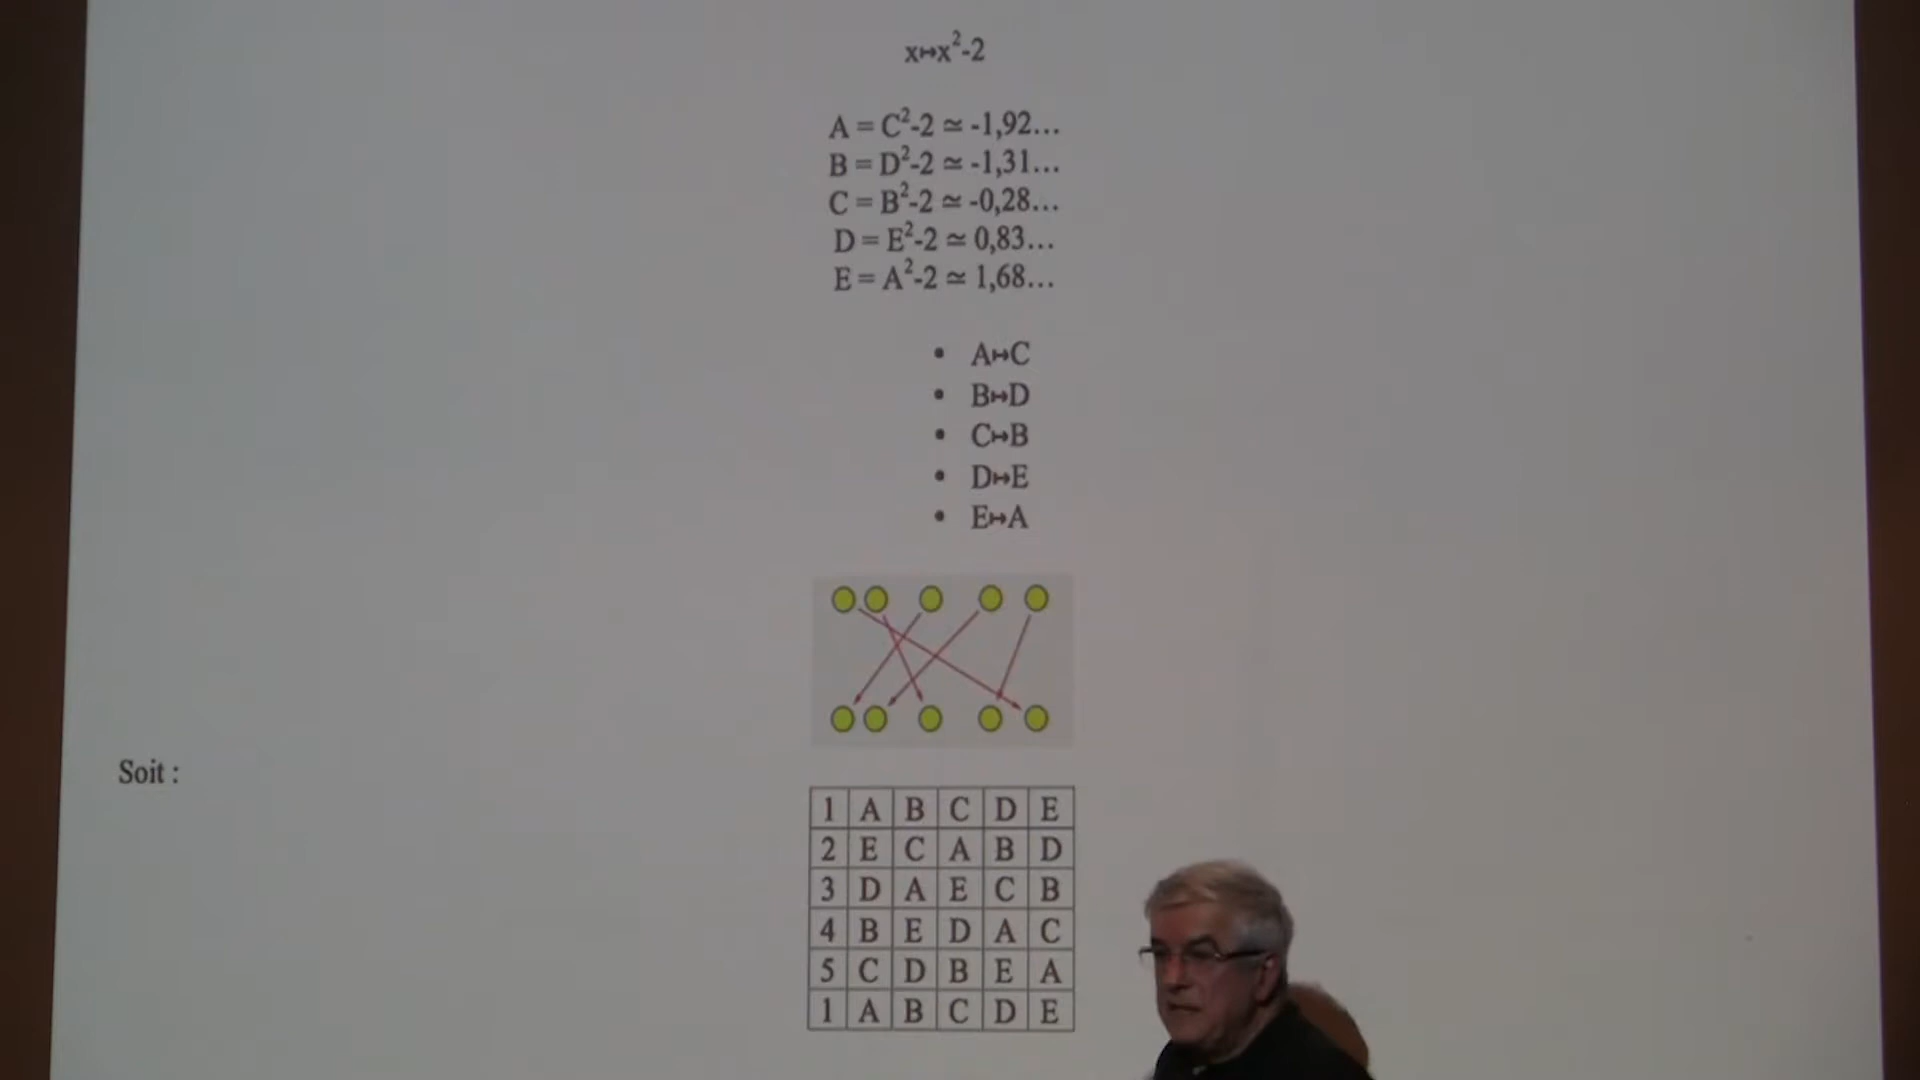 x↦x²-2
A = C²-2 ≃ -1,92...
B = D²-2 ≃ -1,31...
C = B²-2 ≃ -0,28...
D = E²-2 ≃ 0,83...
E = A²-2 ≃ 1,68...
• A↦C
• B↦D
• C↦B
• D↦E
• E↦A
Soit :
1 A B C D E
2 E C A B D
3 D A E C B
4 B E D A C
5 C D B E A
1 A B C D E